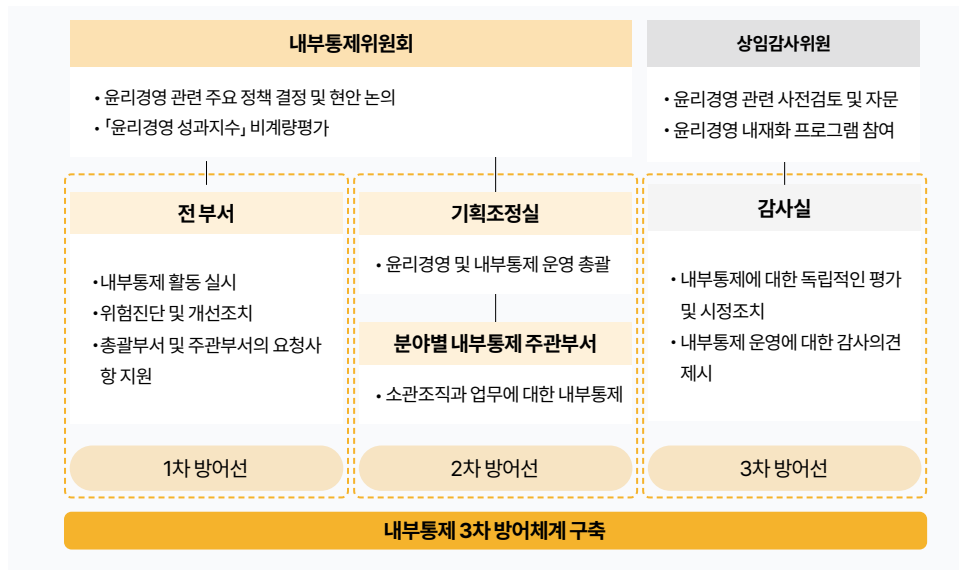 내부통제위원회
• 윤리경영 관련 주요 정책 결정 및 현안 논의
• 「윤리경영 성과지수」 비계량평가
상임감사위원
• 윤리경영 관련 사전검토 및 자문
• 윤리경영 내재화 프로그램 참여
전 부서
• 내부통제 활동 실시
• 위험진단 및 개선조치
• 총괄부서 및 주관부서의 요청사
항 지원
1차 방어선
기획조정실
• 윤리경영 및 내부통제 운영 총괄
분야별 내부통제 주관부서
• 소관조직과 업무에 대한 내부통제
2차 방어선
감사실
• 내부통제에 대한 독립적인 평가
및 시정조치
• 내부통제 운영에 대한 감사의견
제시
3차 방어선
내부통제 3차 방어체계 구축